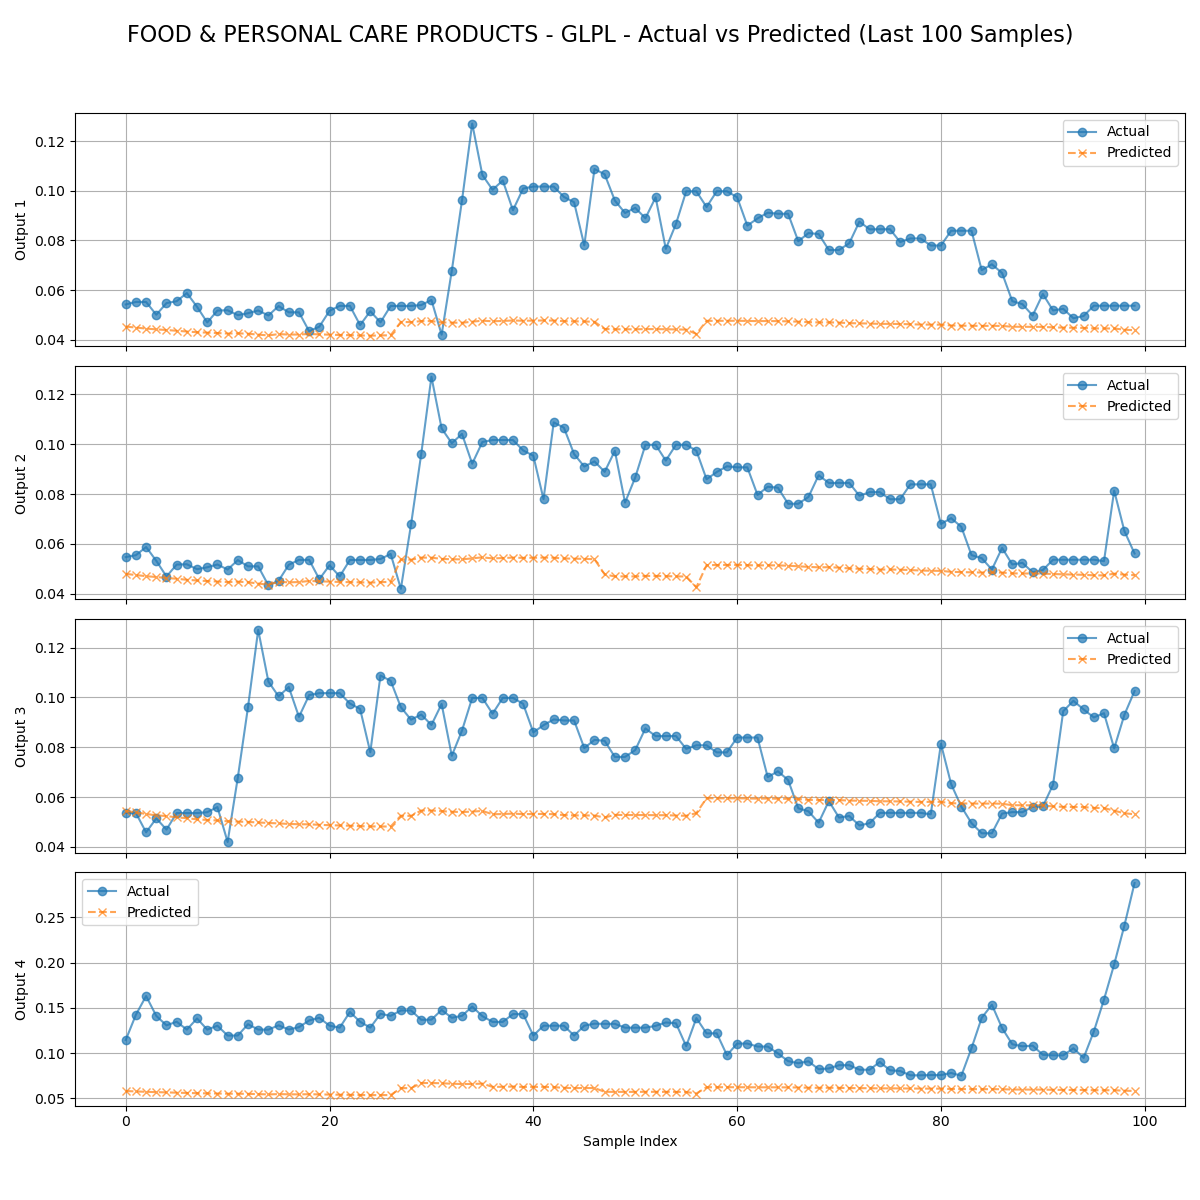 FOOD & PERSONAL CARE PRODUCTS - GLPL - Actual vs Predicted (Last 100 Samples)
0.12
0.10
0.08
0.06
0.04
Output 1
Actual
Predicted
0.12
0.10
0.08
0.06
0.04
Output 2
Actual
Predicted
0.12
0.10
0.08
0.06
0.04
Output 3
Actual
Predicted
0.25
0.20
0.15
0.10
0.05
Output 4
Actual
Predicted
0 20 40 60 80 100
Sample Index